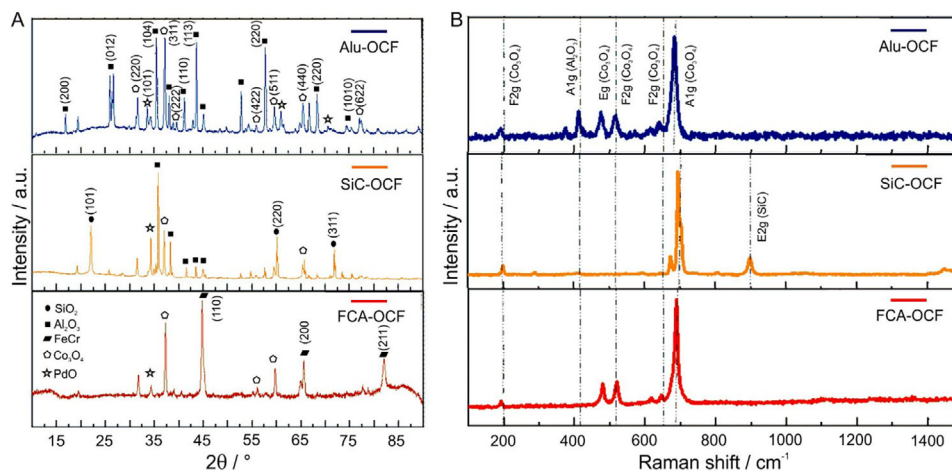 A
Intensity / a.u.
Alu-OCF
(200)
(012)
(220)
(101)
(104)
(311)
(222)
(110)
(113)
(422)
(220)
(511)
(440)
(220)
(1010)
(622)
SiC-OCF
(101)
(220)
(311)
FCA-OCF
SiO₂
Al₂O₃
FeCr
Co₃O₄
PdO
(110)
(200)
(211)
15 25 35 45 55 65 75 85
2θ / °
B
Intensity / a.u.
Alu-OCF
F2g (Co₃O₄)
A1g (Al₂O₃)
Eg (Co₃O₄)
F2g (Co₃O₄)
F2g (Co₃O₄)
A1g (Co₃O₄)
SiC-OCF
E2g (SiC)
FCA-OCF
200 400 600 800 1000 1200 1400
Raman shift / cm⁻¹